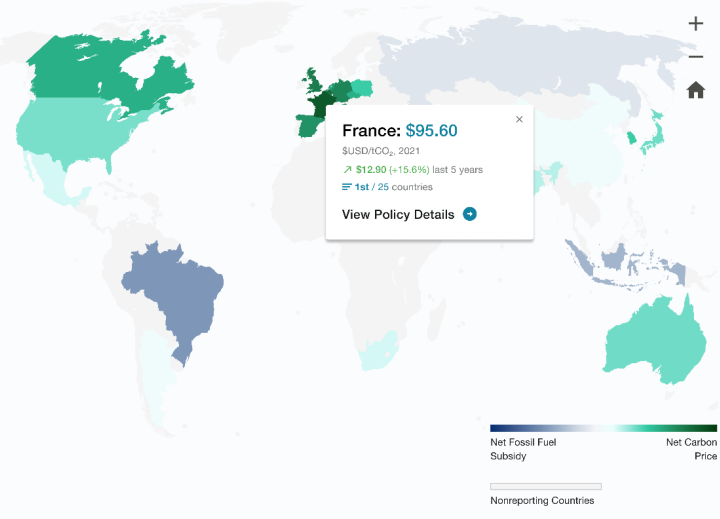 France: $95.60
$USD/tCO₂, 2021
$12.90 (+15.6%) last 5 years
1st / 25 countries
View Policy Details
Net Fossil Fuel Subsidy
Net Carbon Price
Nonreporting Countries